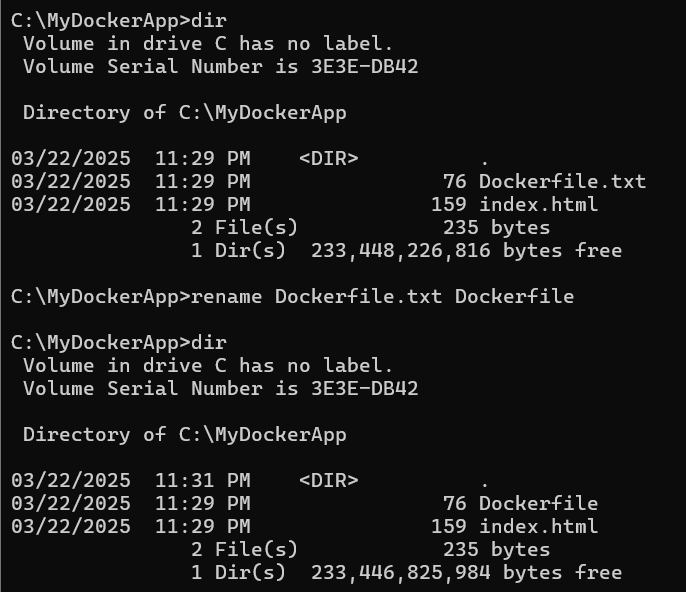 C:\MyDockerApp>dir
 Volume in drive C has no label.
 Volume Serial Number is 3E3E-DB42

 Directory of C:\MyDockerApp

03/22/2025  11:29 PM    <DIR>          .
03/22/2025  11:29 PM                76 Dockerfile.txt
03/22/2025  11:29 PM               159 index.html
               2 File(s)            235 bytes
               1 Dir(s)  233,448,226,816 bytes free

C:\MyDockerApp>rename Dockerfile.txt Dockerfile

C:\MyDockerApp>dir
 Volume in drive C has no label.
 Volume Serial Number is 3E3E-DB42

 Directory of C:\MyDockerApp

03/22/2025  11:31 PM    <DIR>          .
03/22/2025  11:29 PM                76 Dockerfile
03/22/2025  11:29 PM               159 index.html
               2 File(s)            235 bytes
               1 Dir(s)  233,446,825,984 bytes free